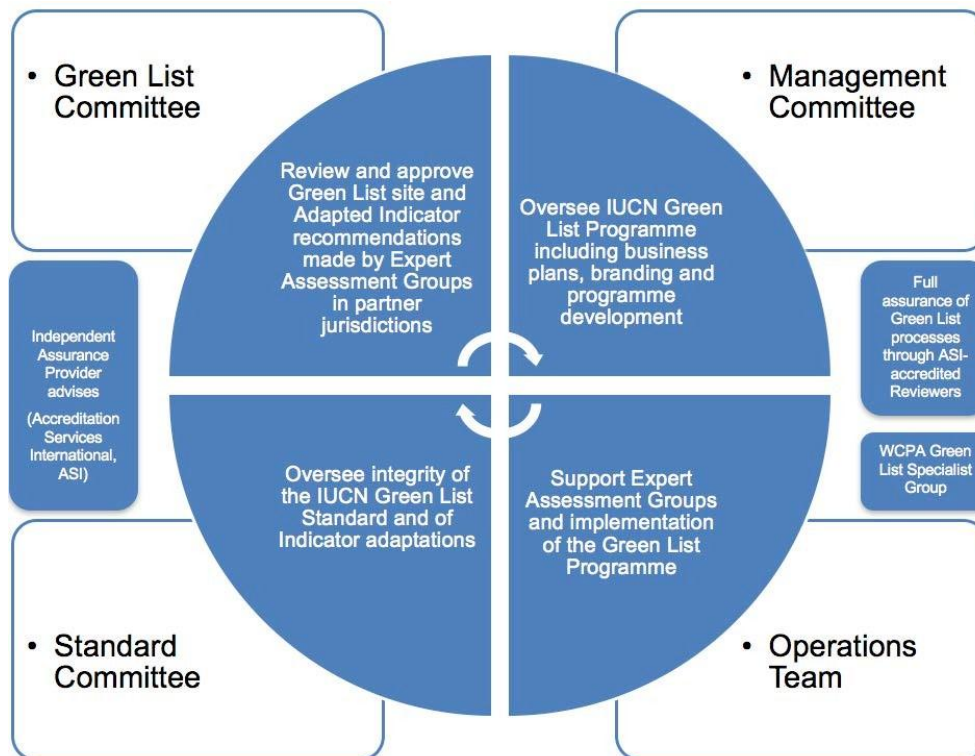 • Green List
Committee
• Management
Committee
Review and approve
Green List site and
Adapted Indicator
recommendations
made by Expert
Assessment Groups
in partner
jurisdictions
Oversee IUCN Green
List Programme
including business
plans, branding and
programme
development
Independent
Assurance
Provider
advises
(Accreditation
Services
International,
ASI)
Full
assurance of
Green List
processes
through ASI-
accredited
Reviewers
WCPA Green
List Specialist
Group
Oversee integrity of
the IUCN Green List
Standard and of
Indicator adaptations
Support Expert
Assessment Groups
and implementation
of the Green List
Programme
• Standard
Committee
• Operations
Team